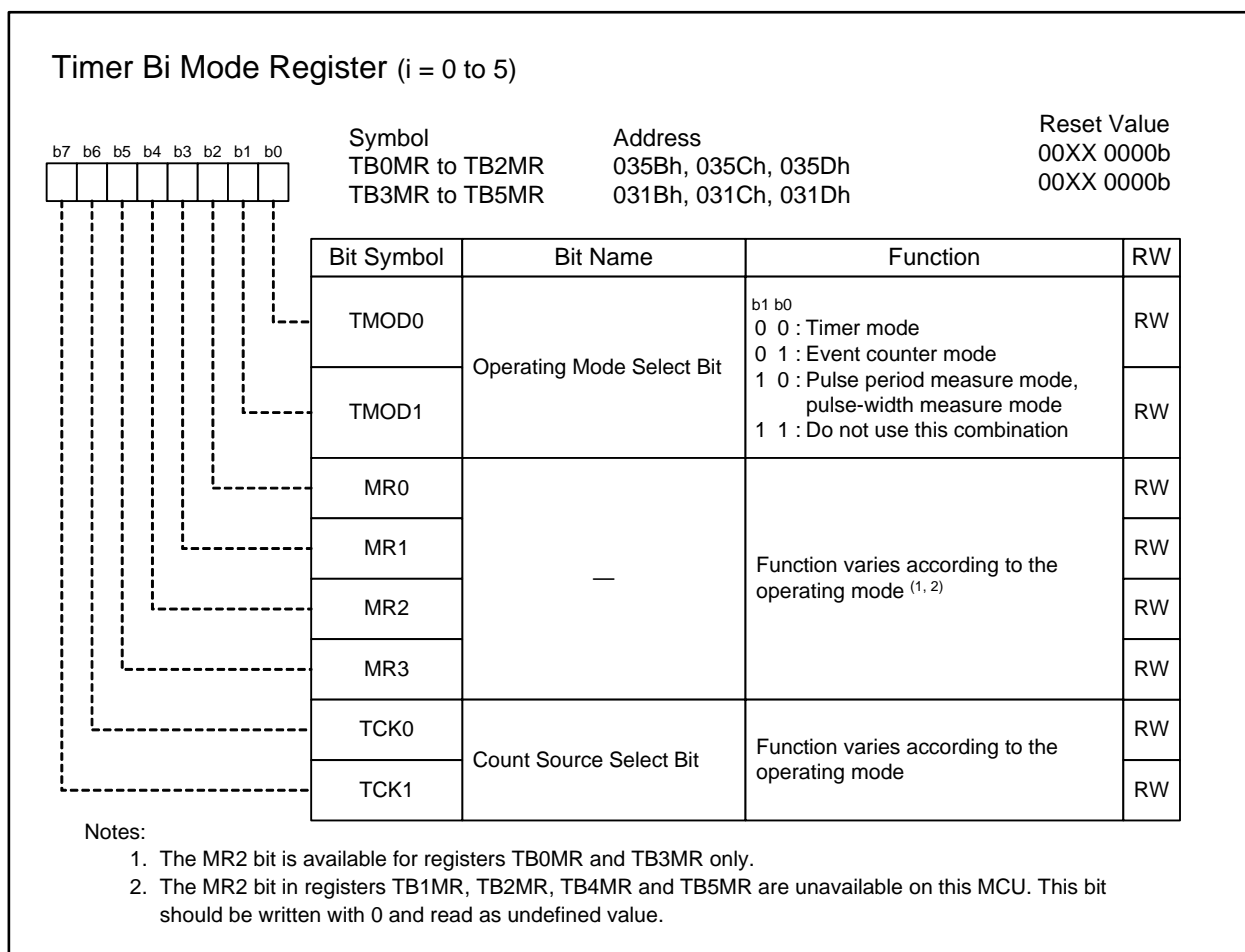 Timer Bi Mode Register (i = 0 to 5)
b7 b6 b5 b4 b3 b2 b1 b0
Symbol Address Reset Value
TB0MR to TB2MR 035Bh, 035Ch, 035Dh 00XX 0000b
TB3MR to TB5MR 031Bh, 031Ch, 031Dh 00XX 0000b
Bit Symbol Bit Name Function RW
TMOD0 RW
TMOD1 RW
Operating Mode Select Bit
b1 b0
0 0 : Timer mode
0 1 : Event counter mode
1 0 : Pulse period measure mode,
pulse-width measure mode
1 1 : Do not use this combination
MR0 RW
MR1 RW
MR2 RW
MR3 RW
—
Function varies according to the
operating mode (1, 2)
TCK0 RW
TCK1 RW
Count Source Select Bit
Function varies according to the
operating mode
Notes:
1. The MR2 bit is available for registers TB0MR and TB3MR only.
2. The MR2 bit in registers TB1MR, TB2MR, TB4MR and TB5MR are unavailable on this MCU. This bit
should be written with 0 and read as undefined value.